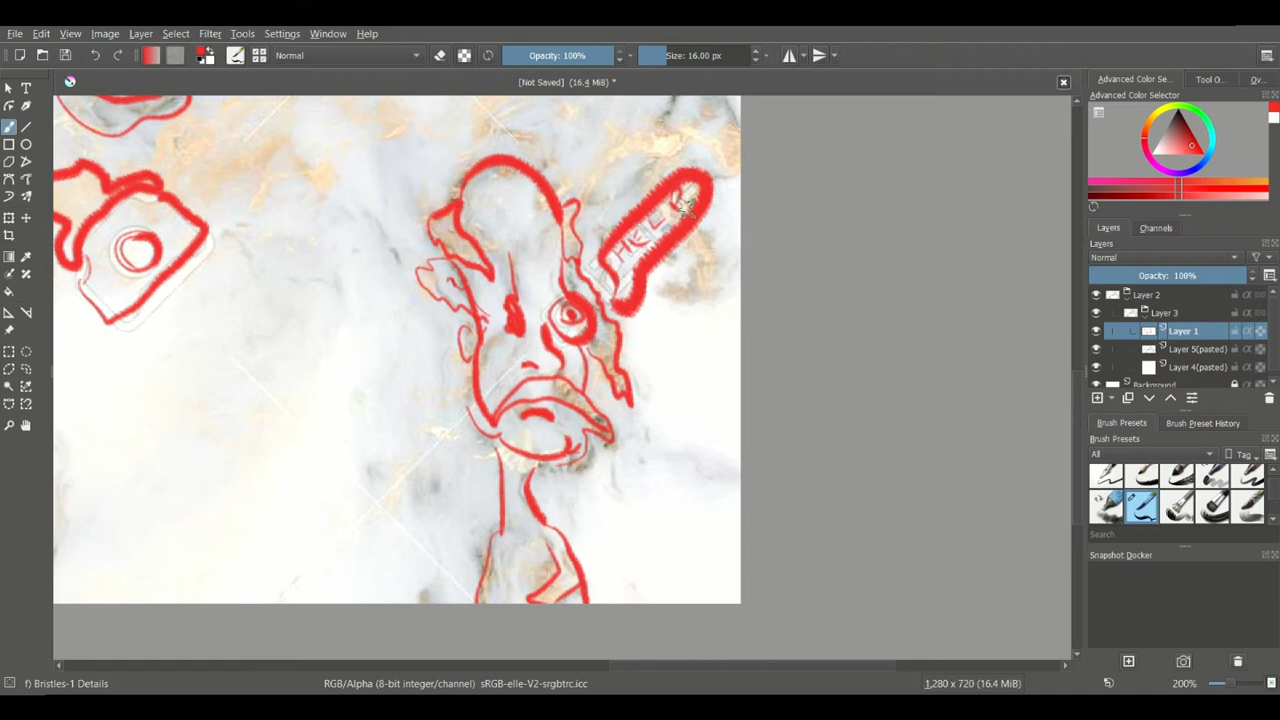 File Edit View Image Layer Select Filter Tools Settings Window Help
Normal Opacity: 100% Size: 16.00 px
[Not Saved] (16.4 MiB) *
Advanced Color Se... Tool O... Ov...
Advanced Color Selector
HEL
Layers Channels
Layers
Normal
Opacity: 100%
Layer 2
Layer 3
Layer 1
Layer 5(pasted)
Layer 4(pasted)
Background
Brush Presets Brush Preset History
Brush Presets
All Tag
Search
Snapshot Docker
f) Bristles-1 Details RGB/Alpha (8-bit integer/channel) sRGB-elle-V2-srgbtrc.icc 1,280 x 720 (16.4 MiB) 200%